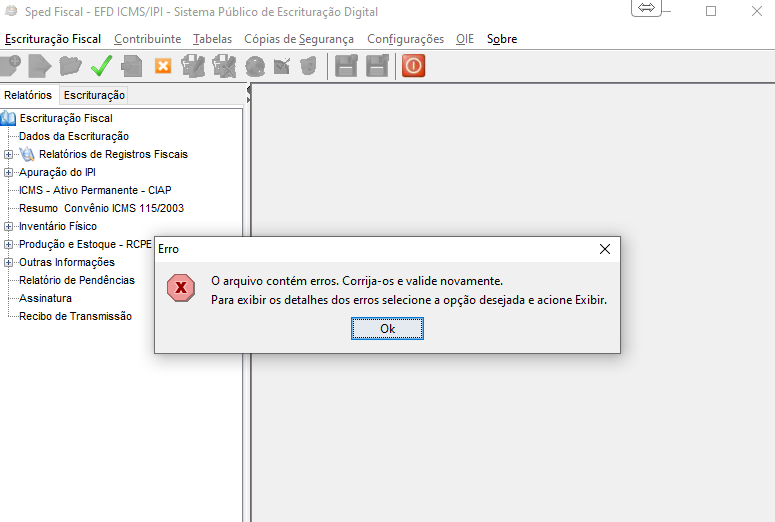 Sped Fiscal - EFD ICMS/IPI - Sistema Público de Escrituração Digital
Escrituração Fiscal Contribuinte Tabelas Cópias de Segurança Configurações OIE Sobre
Relatórios Escrituração
Escrituração Fiscal
Dados da Escrituração
Relatórios de Registros Fiscais
Apuração do IPI
ICMS - Ativo Permanente - CIAP
Resumo Convênio ICMS 115/2003
Inventário Físico
Produção e Estoque - RCPE
Outras Informações
Relatório de Pendências
Assinatura
Recibo de Transmissão
Erro
O arquivo contém erros. Corrija-os e valide novamente.
Para exibir os detalhes dos erros selecione a opção desejada e acione Exibir.
Ok